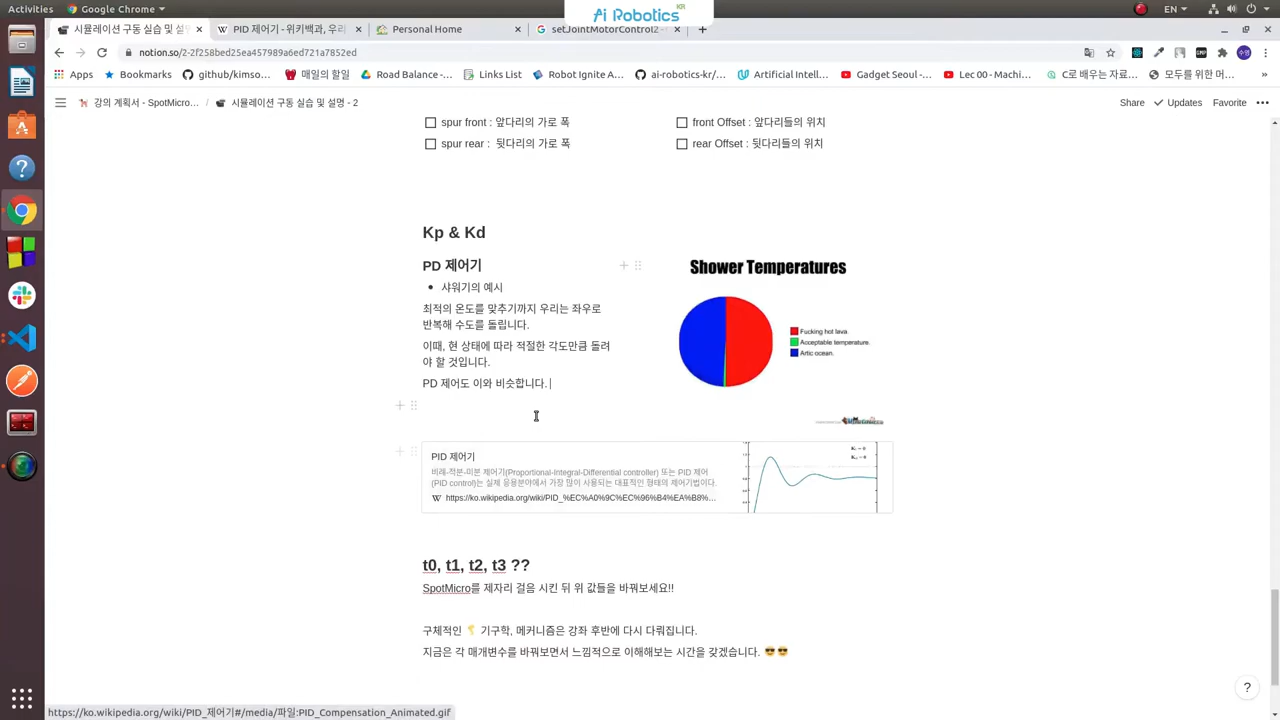 Activities
Google Chrome
Ai Robotics KR
EN
시뮬레이션 구동 실습 및 설명
PID 제어기 - 위키백과, 우리
Personal Home
setJointMotorControl2 -
notion.so/2-2f258bed25ea457989a6ed721a7852ed
수영
Apps
Bookmarks
github/kimso...
매일의 할일
Road Balance -...
Links List
Robot Ignite A...
ai-robotics-kr/...
Artificial Intell...
Gadget Seoul -...
Lec 00 - Machi...
C로 배우는 자료...
모두를 위한 머...
강의 계획서 - SpotMicro... / 시뮬레이션 구동 실습 및 설명 - 2
Share
Updates
Favorite
spur front : 앞다리의 가로 폭
front Offset : 앞다리들의 위치
spur rear : 뒷다리의 가로 폭
rear Offset : 뒷다리들의 위치
Kp & Kd
PD 제어기
샤워기의 예시
최적의 온도를 맞추기까지 우리는 좌우로
반복해 수도를 돌립니다.
이때, 현 상태에 따라 적절한 각도만큼 돌려
야 할 것입니다.
PD 제어도 이와 비슷합니다.
Shower Temperatures
Fucking hot lava.
Acceptable temperature.
Artic ocean.
PID 제어기
비례-적분-미분 제어기(Proportional-Integral-Differential controller) 또는 PID 제어
(PID control)는 실제 응용분야에서 가장 많이 사용되는 대표적인 형태의 제어기법이다.
https://ko.wikipedia.org/wiki/PID_%EC%A0%9C%EC%96%B4%EA%B8%...
t0, t1, t2, t3 ??
SpotMicro를 제자리 걸음 시킨 뒤 위 값들을 바꿔보세요!!
구체적인 🦵 기구학, 메커니즘은 강좌 후반에 다시 다뤄집니다.
지금은 각 매개변수를 바꿔보면서 느낌적으로 이해해보는 시간을 갖겠습니다. 😎😎
?
https://ko.wikipedia.org/wiki/PID_제어기#/media/파일:PID_Compensation_Animated.gif